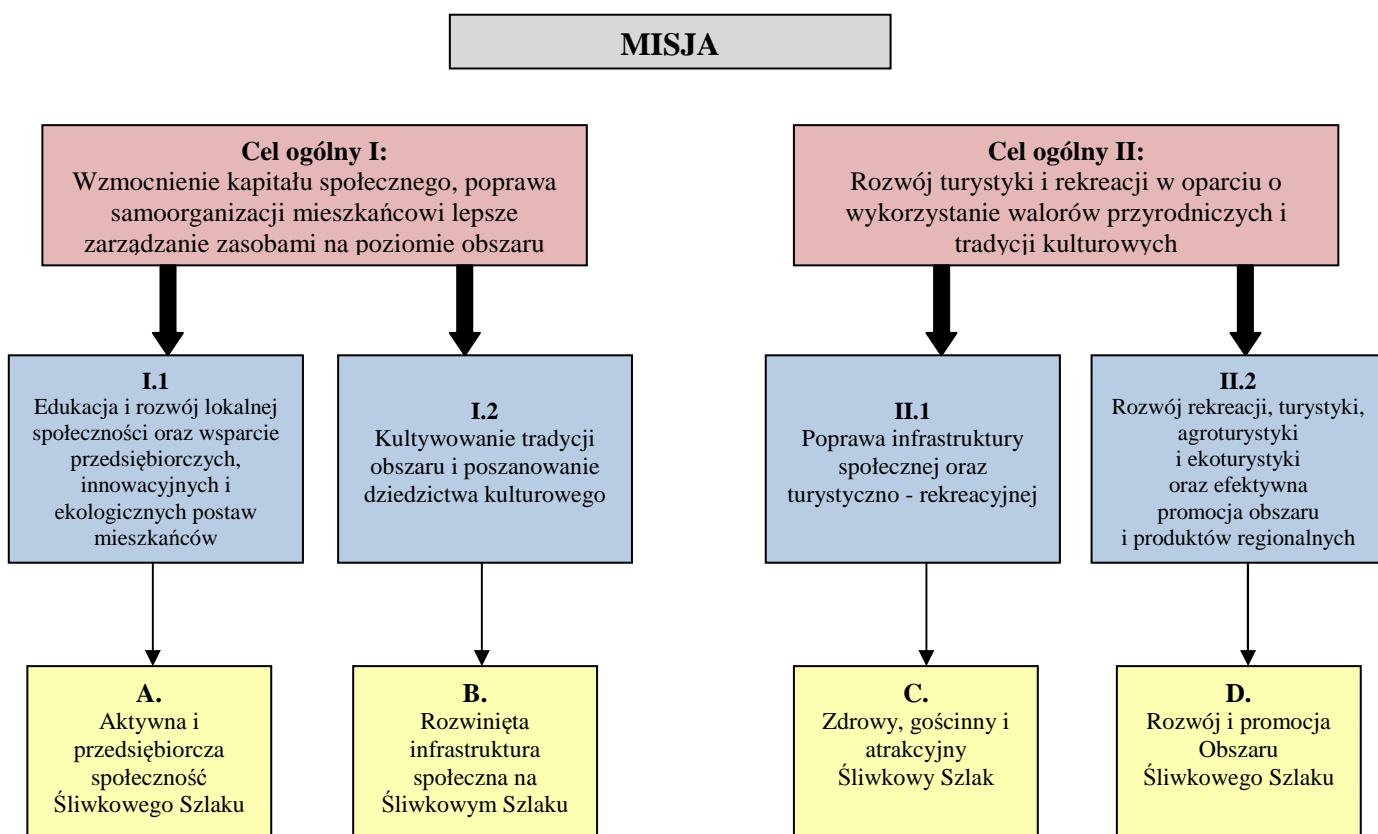 MISJA
Cel ogólny I:
Wzmocnienie kapitału społecznego, poprawa
samoorganizacji mieszkańcowi lepsze
zarządzanie zasobami na poziomie obszaru
Cel ogólny II:
Rozwój turystyki i rekreacji w oparciu o
wykorzystanie walorów przyrodniczych i
tradycji kulturowych
I.1
Edukacja i rozwój lokalnej
społeczności oraz wsparcie
przedsiębiorczych,
innowacyjnych i
ekologicznych postaw
mieszkańców
I.2
Kultywowanie tradycji
obszaru i poszanowanie
dziedzictwa kulturowego
II.1
Poprawa infrastruktury
społecznej oraz
turystyczno - rekreacyjnej
II.2
Rozwój rekreacji, turystyki,
agroturystyki
i ekoturystyki
oraz efektywna
promocja obszaru
i produktów regionalnych
A.
Aktywna i
przedsiębiorcza
społeczność
Śliwkowego Szlaku
B.
Rozwinięta
infrastruktura
społeczna na
Śliwkowym Szlaku
C.
Zdrowy, gościnny i
atrakcyjny
Śliwkowy Szlak
D.
Rozwój i promocja
Obszaru
Śliwkowego Szlaku